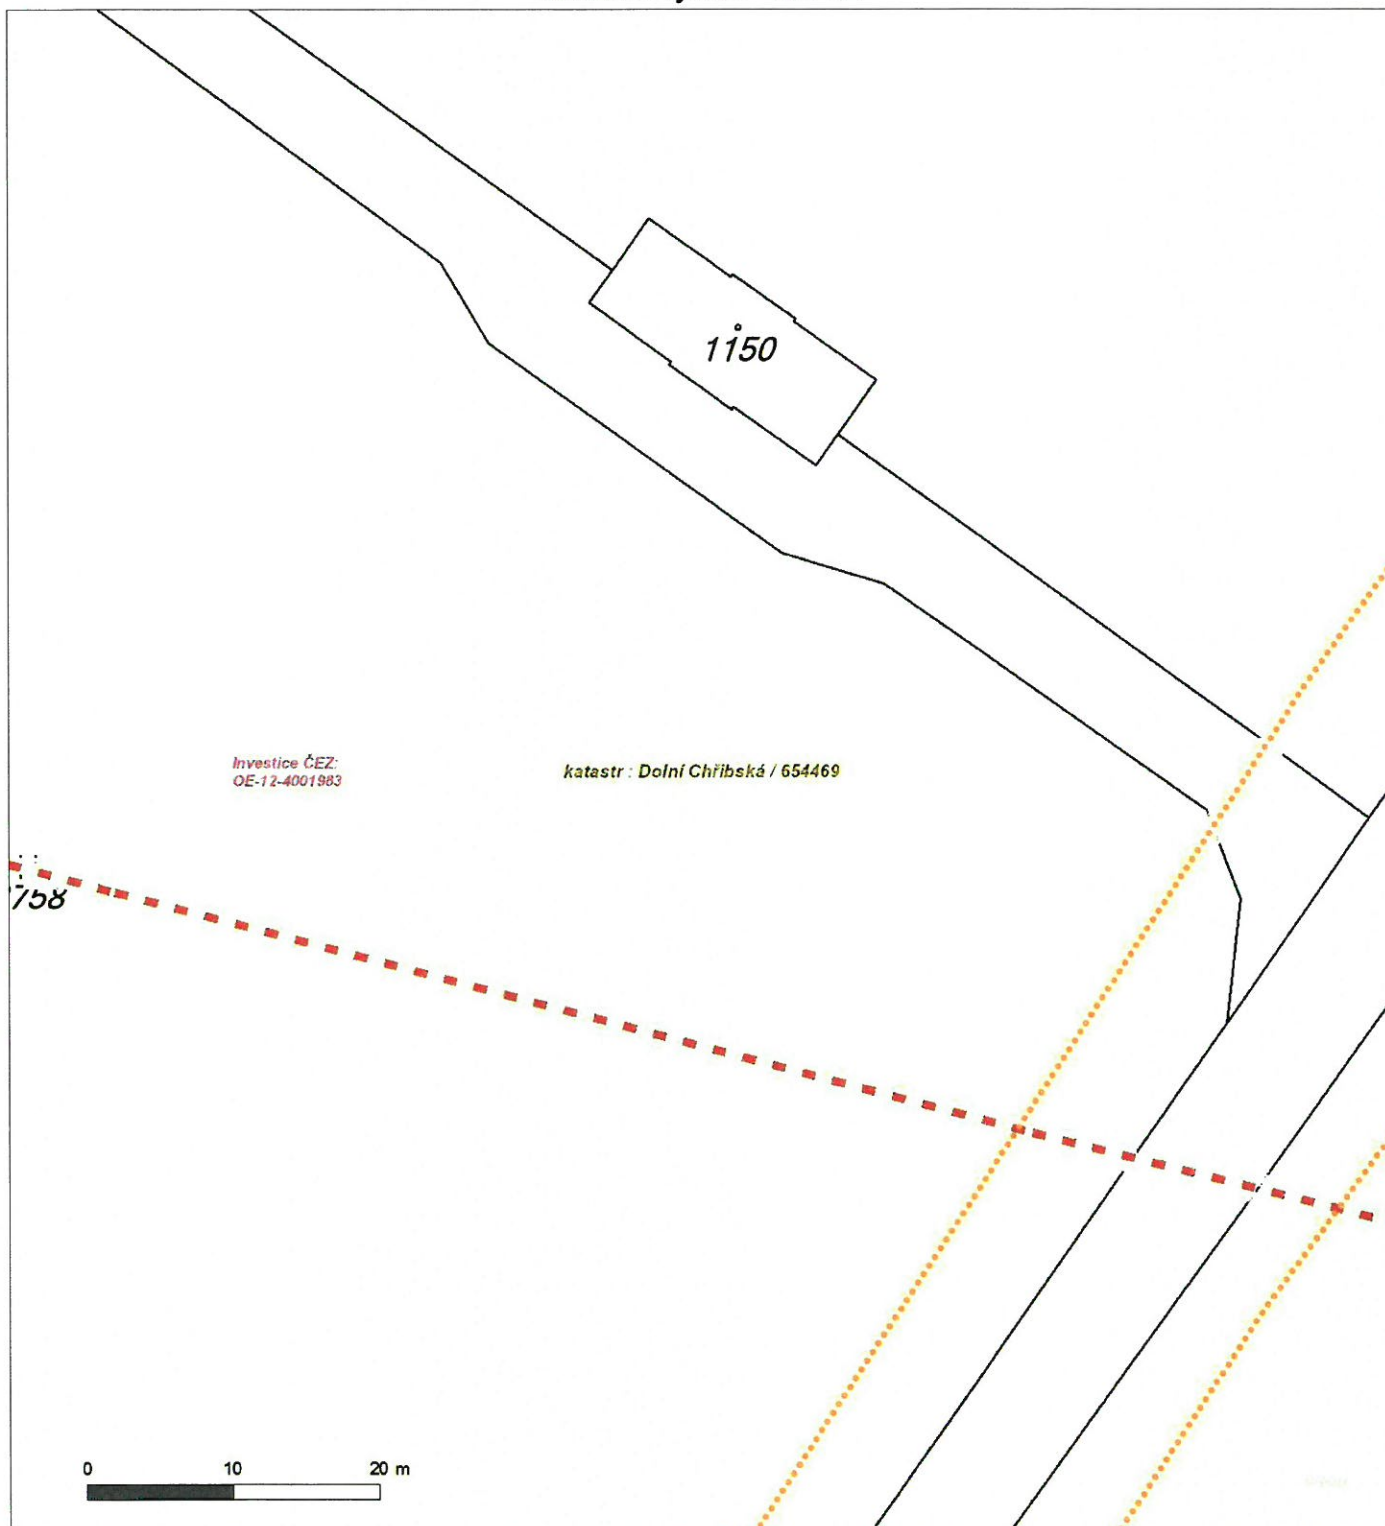 1150
Investice ČEZ:
OE-12-4001983
katastr : Dolní Chřibská / 654469
758
0 10 20 m